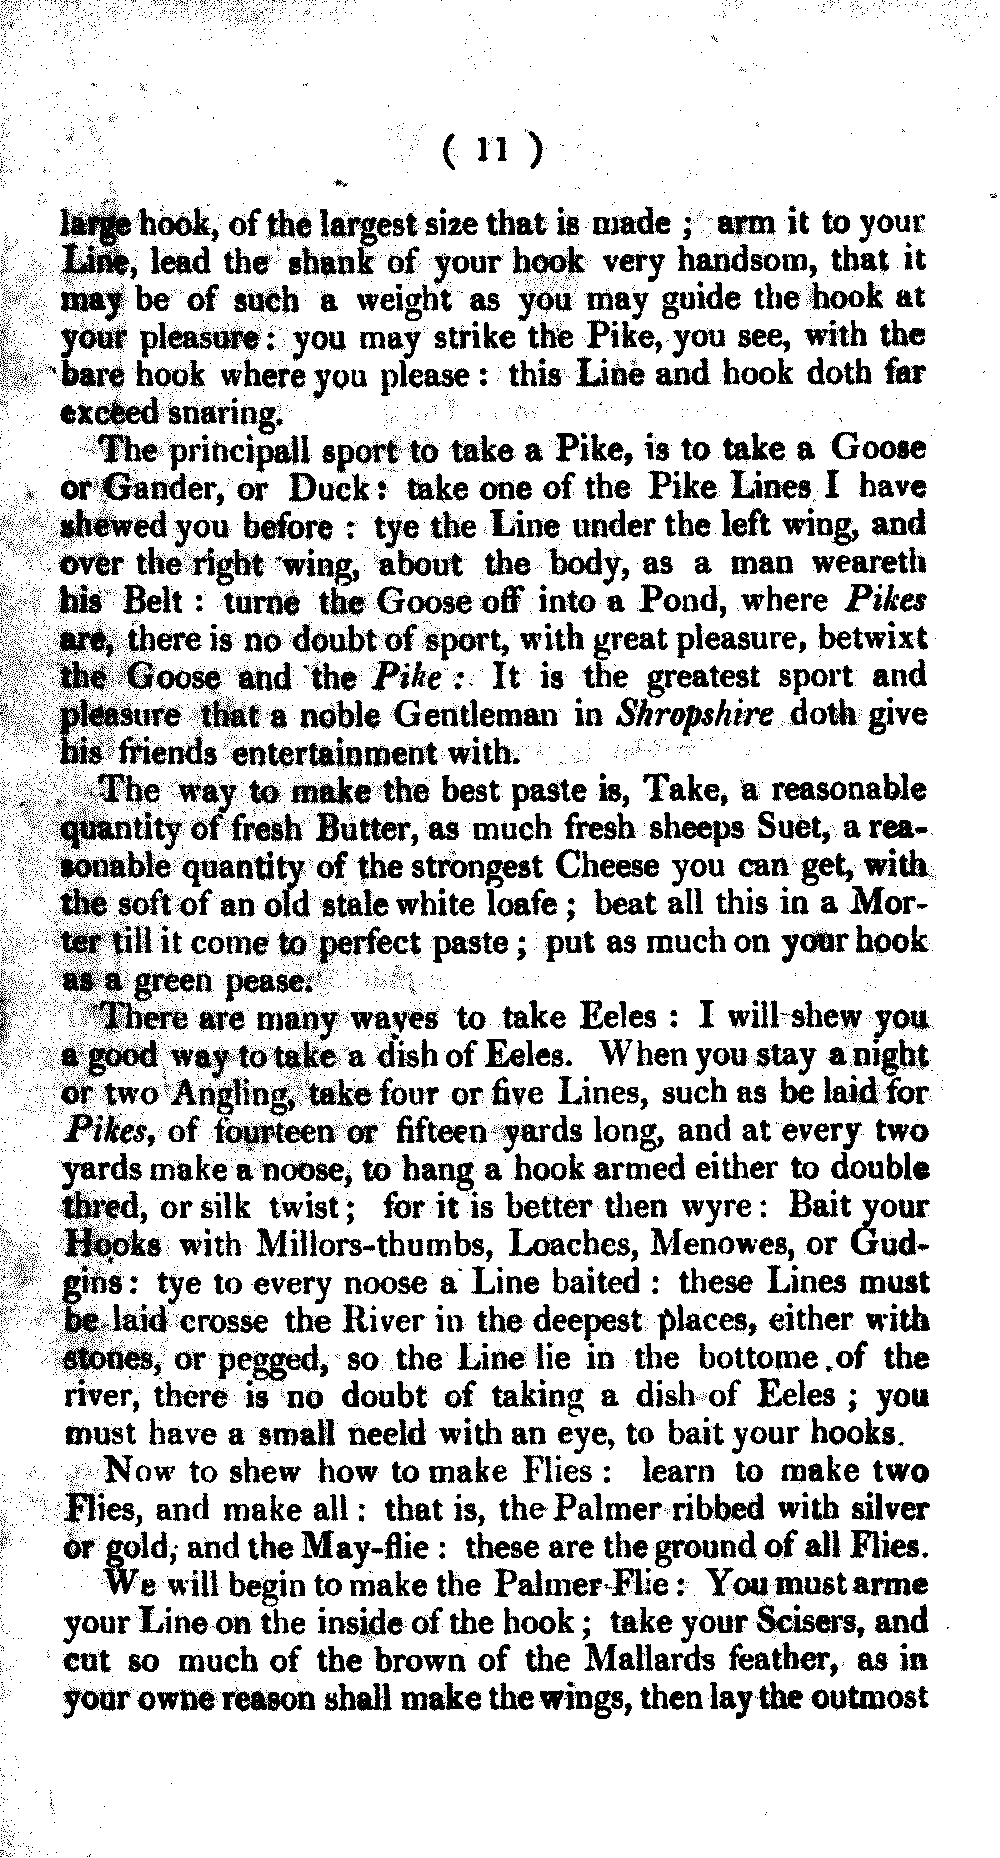 ( 11 )
large hook, of the largest size that is made ; arm it to your
Line, lead the shank of your hook very handsom, that it
may be of such a weight as you may guide the hook at
your pleasure : you may strike the Pike, you see, with the
bare hook where you please : this Line and hook doth far
exceed snaring.
The principall sport to take a Pike, is to take a Goose
or Gander, or Duck : take one of the Pike Lines I have
shewed you before : tye the Line under the left wing, and
over the right wing, about the body, as a man weareth
his Belt : turne the Goose off into a Pond, where Pikes
are, there is no doubt of sport, with great pleasure, betwixt
the Goose and the Pike : It is the greatest sport and
pleasure that a noble Gentleman in Shropshire doth give
his friends entertainment with.
The way to make the best paste is, Take, a reasonable
quantity of fresh Butter, as much fresh sheeps Suet, a rea-
sonable quantity of the strongest Cheese you can get, with
the soft of an old stale white loafe ; beat all this in a Mor-
ter till it come to perfect paste ; put as much on your hook
as a green pease.
There are many wayes to take Eeles : I will shew you
a good way to take a dish of Eeles. When you stay a night
or two Angling, take four or five Lines, such as be laid for
Pikes, of fourteen or fifteen yards long, and at every two
yards make a noose, to hang a hook armed either to double
thred, or silk twist ; for it is better then wyre : Bait your
Hooks with Millors-thumbs, Loaches, Menowes, or Gud-
gins : tye to every noose a Line baited : these Lines must
be laid crosse the River in the deepest places, either with
stones, or pegged, so the Line lie in the bottome of the
river, there is no doubt of taking a dish of Eeles ; you
must have a small neeld with an eye, to bait your hooks.
Now to shew how to make Flies : learn to make two
Flies, and make all : that is, the Palmer ribbed with silver
or gold, and the May-flie : these are the ground of all Flies.
We will begin to make the Palmer Flie : You must arme
your Line on the inside of the hook ; take your Scisers, and
cut so much of the brown of the Mallards feather, as in
your owne reason shall make the wings, then lay the outmost